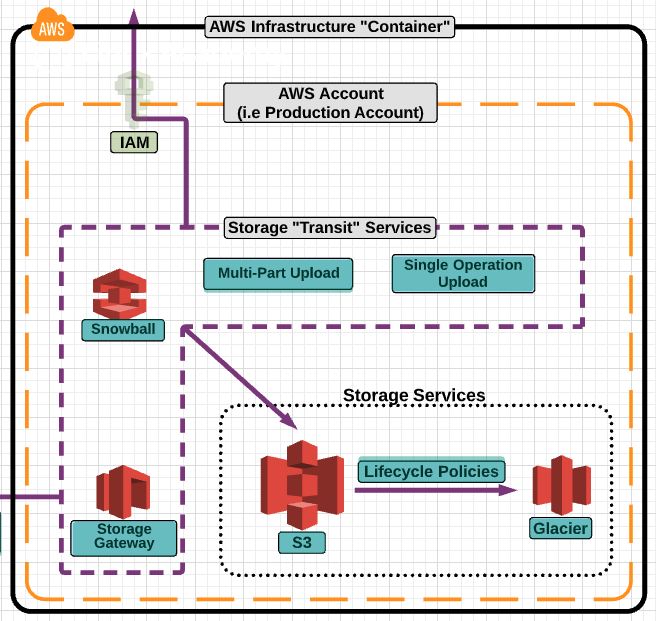 AWS
AWS Infrastructure "Container"
AWS Account
(i.e Production Account)
IAM
Storage "Transit" Services
Multi-Part Upload
Single Operation
Upload
Snowball
Storage Services
Lifecycle Policies
Storage
Gateway
S3
Glacier